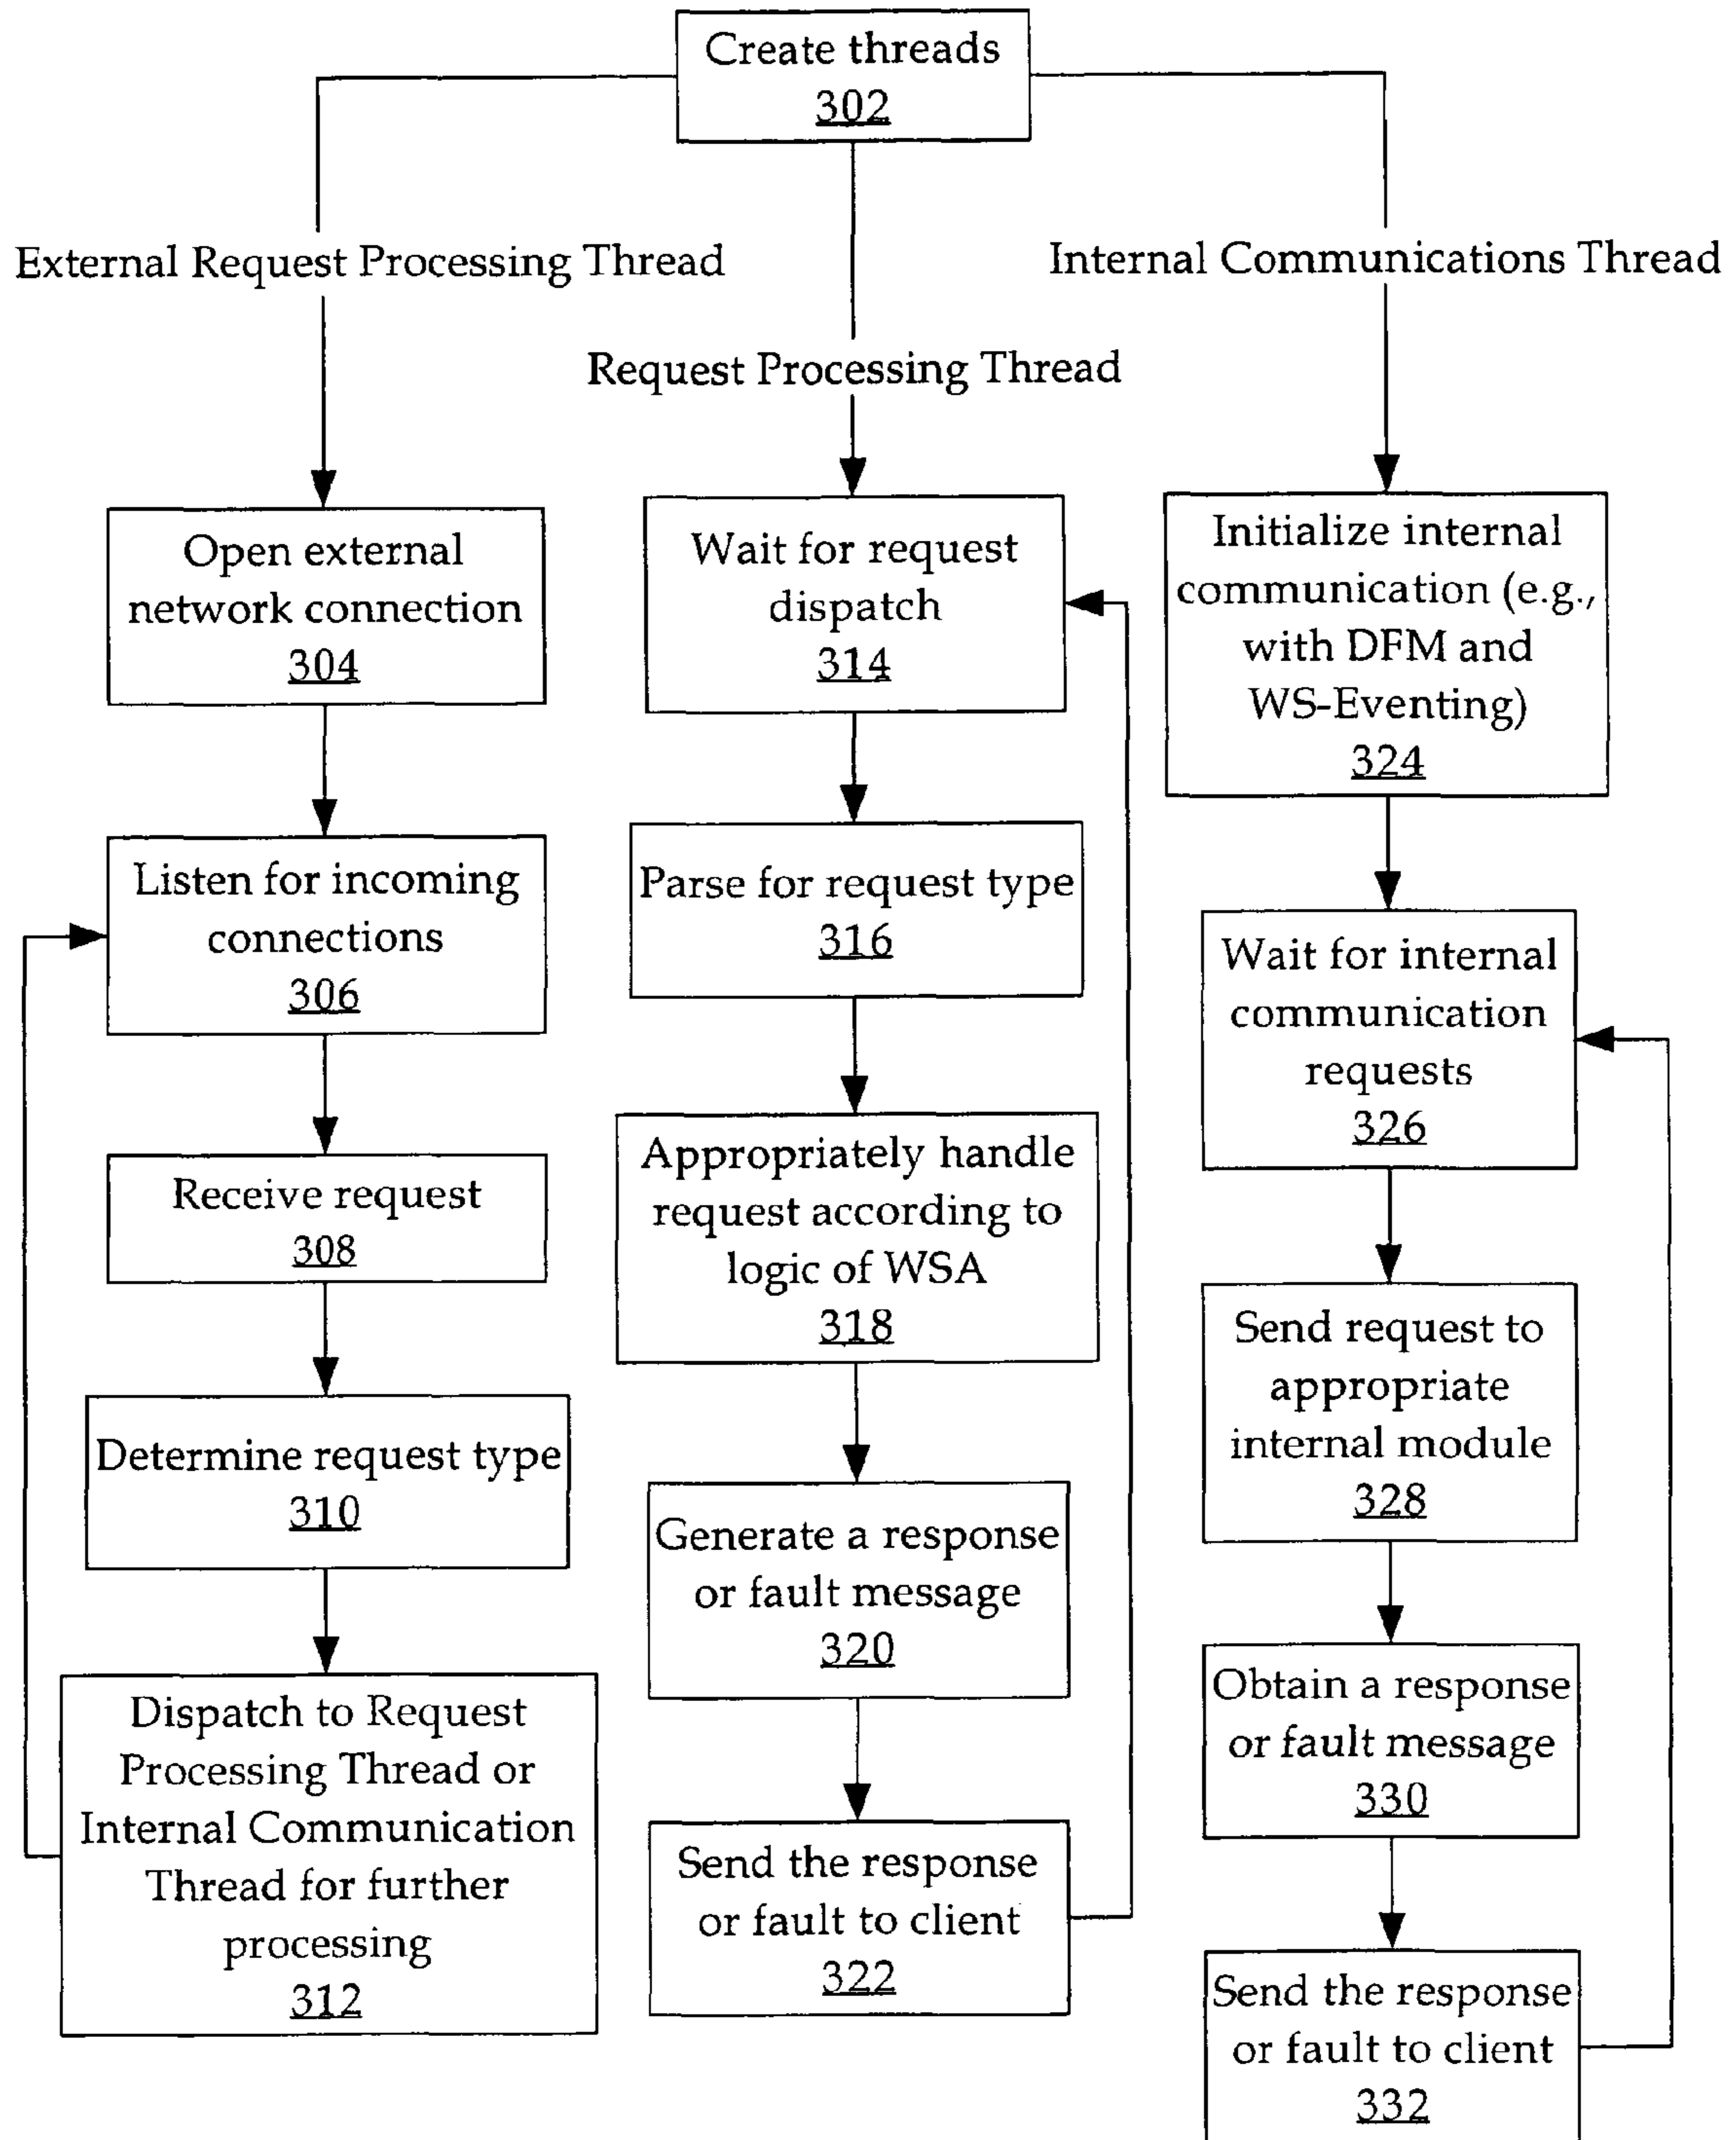 Create threads
302
External Request Processing Thread
Internal Communications Thread
Request Processing Thread
Open external
network connection
304
Listen for incoming
connections
306
Receive request
308
Determine request type
310
Dispatch to Request
Processing Thread or
Internal Communication
Thread for further
processing
312
Wait for request
dispatch
314
Parse for request type
316
Appropriately handle
request according to
logic of WSA
318
Generate a response
or fault message
320
Send the response
or fault to client
322
Initialize internal
communication (e.g.,
with DFM and
WS-Eventing)
324
Wait for internal
communication
requests
326
Send request to
appropriate
internal module
328
Obtain a response
or fault message
330
Send the response
or fault to client
332